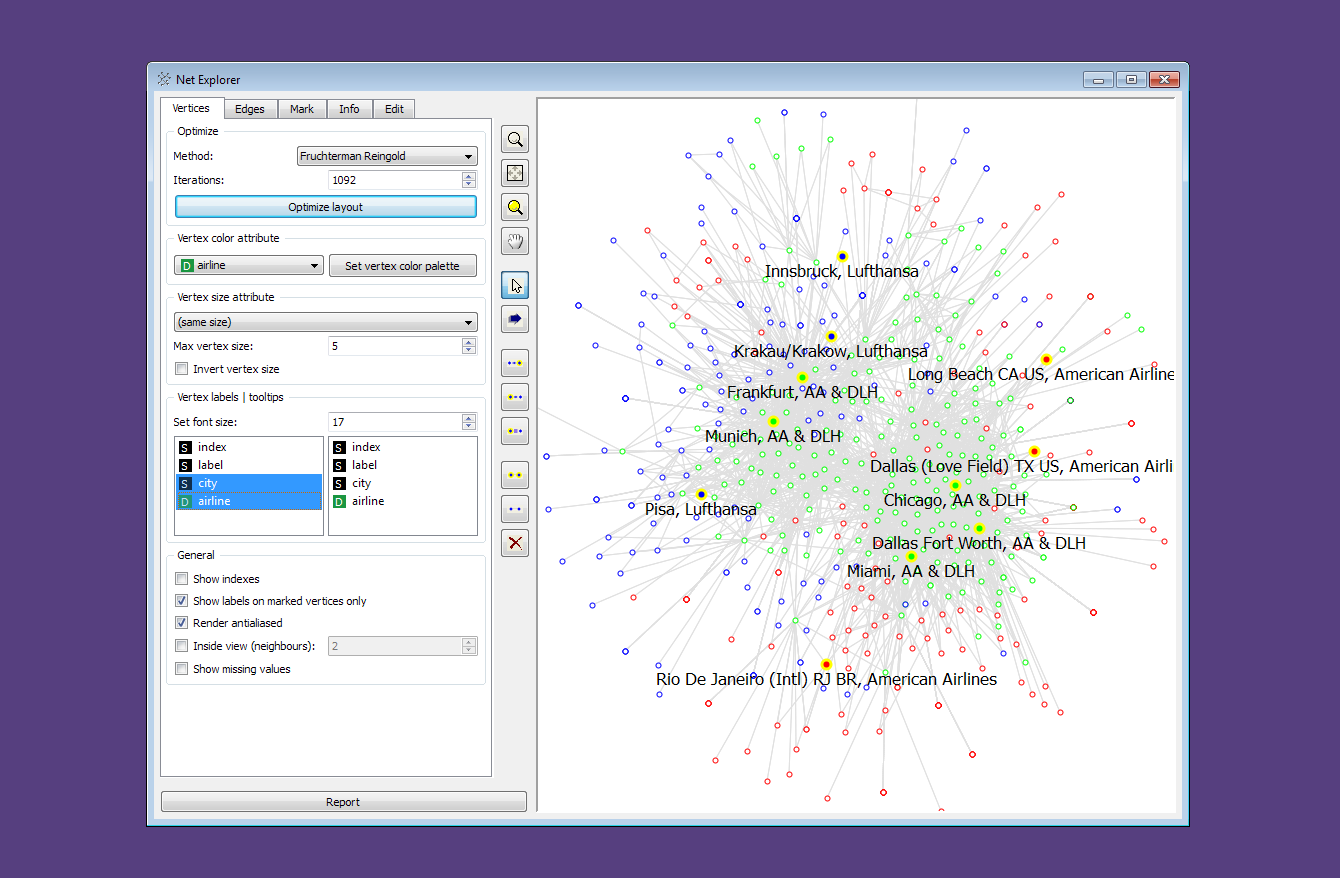 Net Explorer
Vertices Edges Mark Info Edit
Optimize
Method: Fruchterman Reingold
Iterations: 1092
Optimize layout
Vertex color attribute
D airline Set vertex color palette
Vertex size attribute
(same size)
Max vertex size: 5
Invert vertex size
Vertex labels | tooltips
Set font size: 17
S index S index
S label S label
S city S city
D airline D airline
General
Show indexes
Show labels on marked vertices only
Render antialiased
Inside view (neighbours): 2
Show missing values
Report
Innsbruck, Lufthansa
Krakau/Krakow, Lufthansa
Long Beach CA US, American Airline
Frankfurt, AA & DLH
Munich, AA & DLH
Dallas (Love Field) TX US, American Airli
Chicago, AA & DLH
Pisa, Lufthansa
Dallas Fort Worth, AA & DLH
Miami, AA & DLH
Rio De Janeiro (Intl) RJ BR, American Airlines